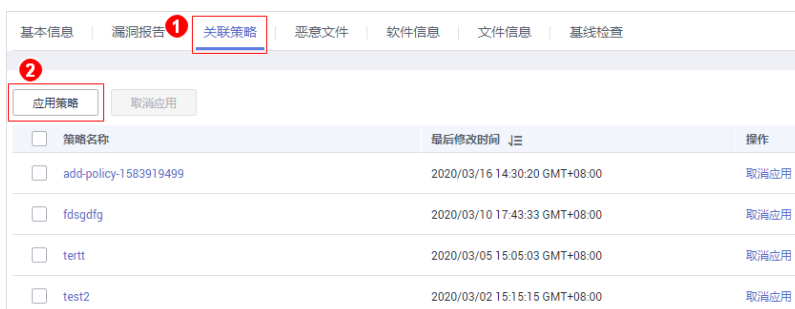 基本信息 漏洞报告 1 关联策略 恶意文件 软件信息 文件信息 基线检查
2
应用策略 取消应用
策略名称 最后修改时间 操作
add-policy-1583919499 2020/03/16 14:30:20 GMT+08:00 取消应用
fdsgdfg 2020/03/10 17:43:33 GMT+08:00 取消应用
tertt 2020/03/05 15:05:03 GMT+08:00 取消应用
test2 2020/03/02 15:15:15 GMT+08:00 取消应用